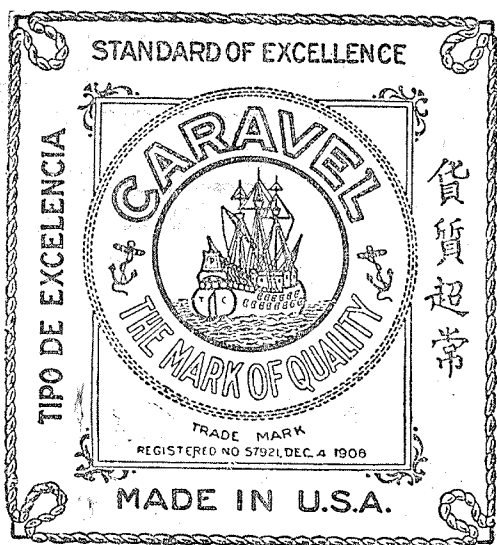 STANDARD OF EXCELLENCE
TIPO DE EXCELENCIA
CARAVEL
T C
THE MARK OF QUALITY
貨質超常
TRADE MARK
REGISTERED NO 57921, DEC. 4 1906
MADE IN U.S.A.